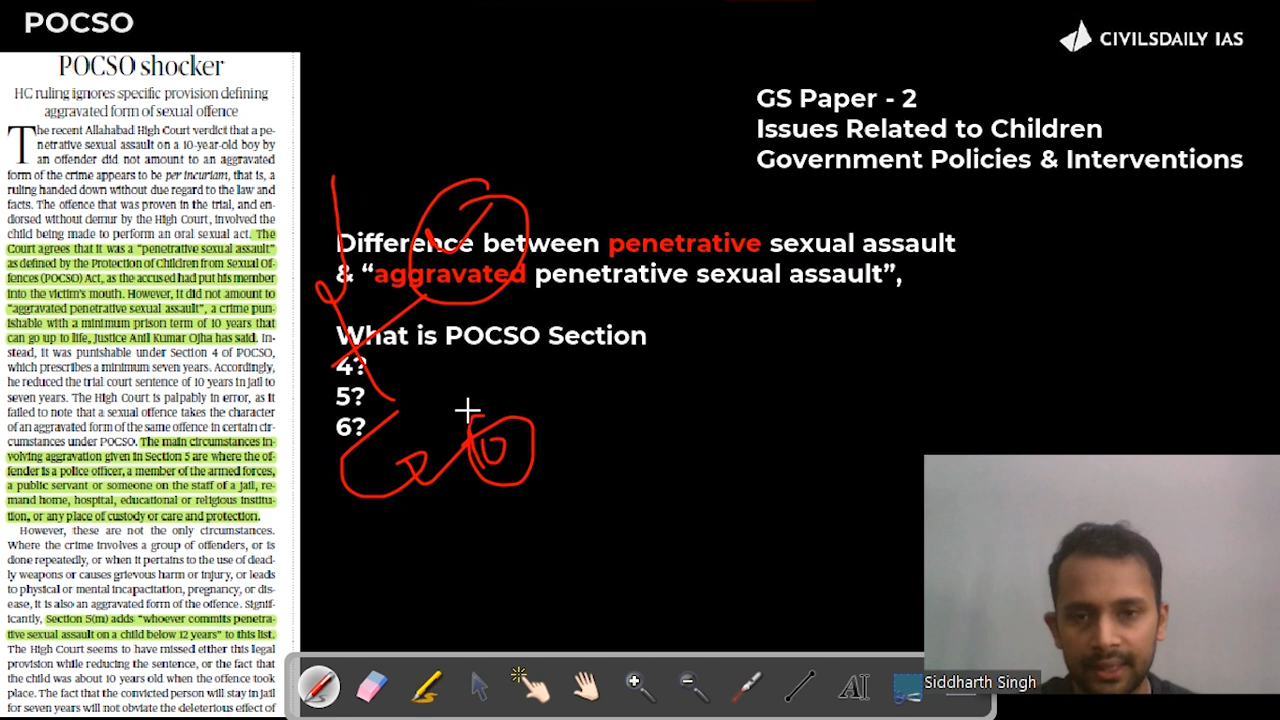 POCSO
CIVILSDAILY IAS
POCSO shocker
HC ruling ignores specific provision defining
aggravated form of sexual offence
The recent Allahabad High Court verdict that a pe-
netrative sexual assault on a 10-year-old boy by
an offender did not amount to an aggravated
form of the crime appears to be per incuriam, that is, a
ruling handed down without due regard to the law and
facts. The offence that was proven in the trial, and en-
dorsed without demur by the High Court, involved the
child being made to perform an oral sexual act. The
Court agrees that it was a “penetrative sexual assault”
as defined by the Protection of Children from Sexual Of-
fences (POCSO) Act, as the accused had put his member
into the victim's mouth. However, it did not amount to
“aggravated penetrative sexual assault”, a crime pun-
ishable with a minimum prison term of 10 years that
can go up to life, Justice Anil Kumar Ojha has said. In-
stead, it was punishable under Section 4 of POCSO,
which prescribes a minimum seven years. Accordingly,
he reduced the trial court sentence of 10 years in jail to
seven years. The High Court is palpably in error, as it
failed to note that a sexual offence takes the character
of an aggravated form of the same offence in certain cir-
cumstances under POCSO. The main circumstances in-
volving aggravation given in Section 5 are where the of-
fender is a police officer, a member of the armed forces,
a public servant or someone on the staff of a jail, re-
mand home, hospital, educational or religious institu-
tion, or any place of custody or care and protection.
However, these are not the only circumstances.
Where the crime involves a group of offenders, or is
done repeatedly, or when it pertains to the use of dead-
ly weapons or causes grievous harm or injury, or leads
to physical or mental incapacitation, pregnancy, or dis-
ease, it is also an aggravated form of the offence. Signif-
icantly, Section 5(m) adds “whoever commits penetra-
tive sexual assault on a child below 12 years” to this list.
The High Court seems to have missed either this legal
provision while reducing the sentence, or the fact that
the child was about 10 years old when the offence took
place. The fact that the convicted person will stay in jail
for seven years will not obviate the deleterious effect of
GS Paper - 2
Issues Related to Children
Government Policies & Interventions
Difference between penetrative sexual assault
& “aggravated penetrative sexual assault”,
What is POCSO Section
4?
5?
6?
10
Siddharth Singh